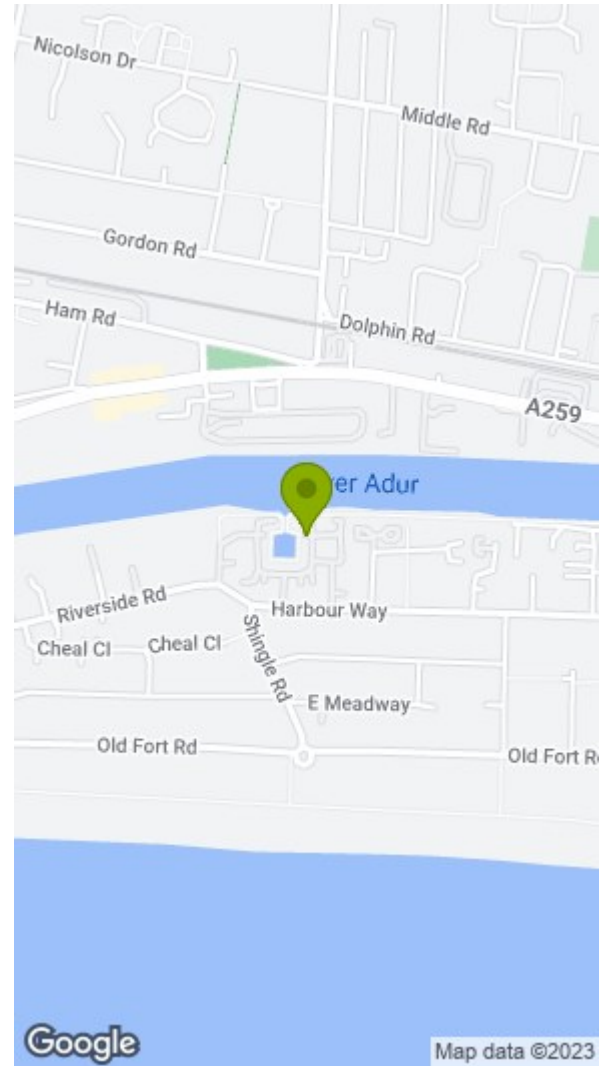 Nicolson Dr
Middle Rd
Gordon Rd
Ham Rd
Dolphin Rd
A259
Adur
Riverside Rd
Harbour Way
Cheal Cl
Cheal Cl
Shingle Rd
E Meadway
Old Fort Rd
Old Fort
Google
Map data ©2023